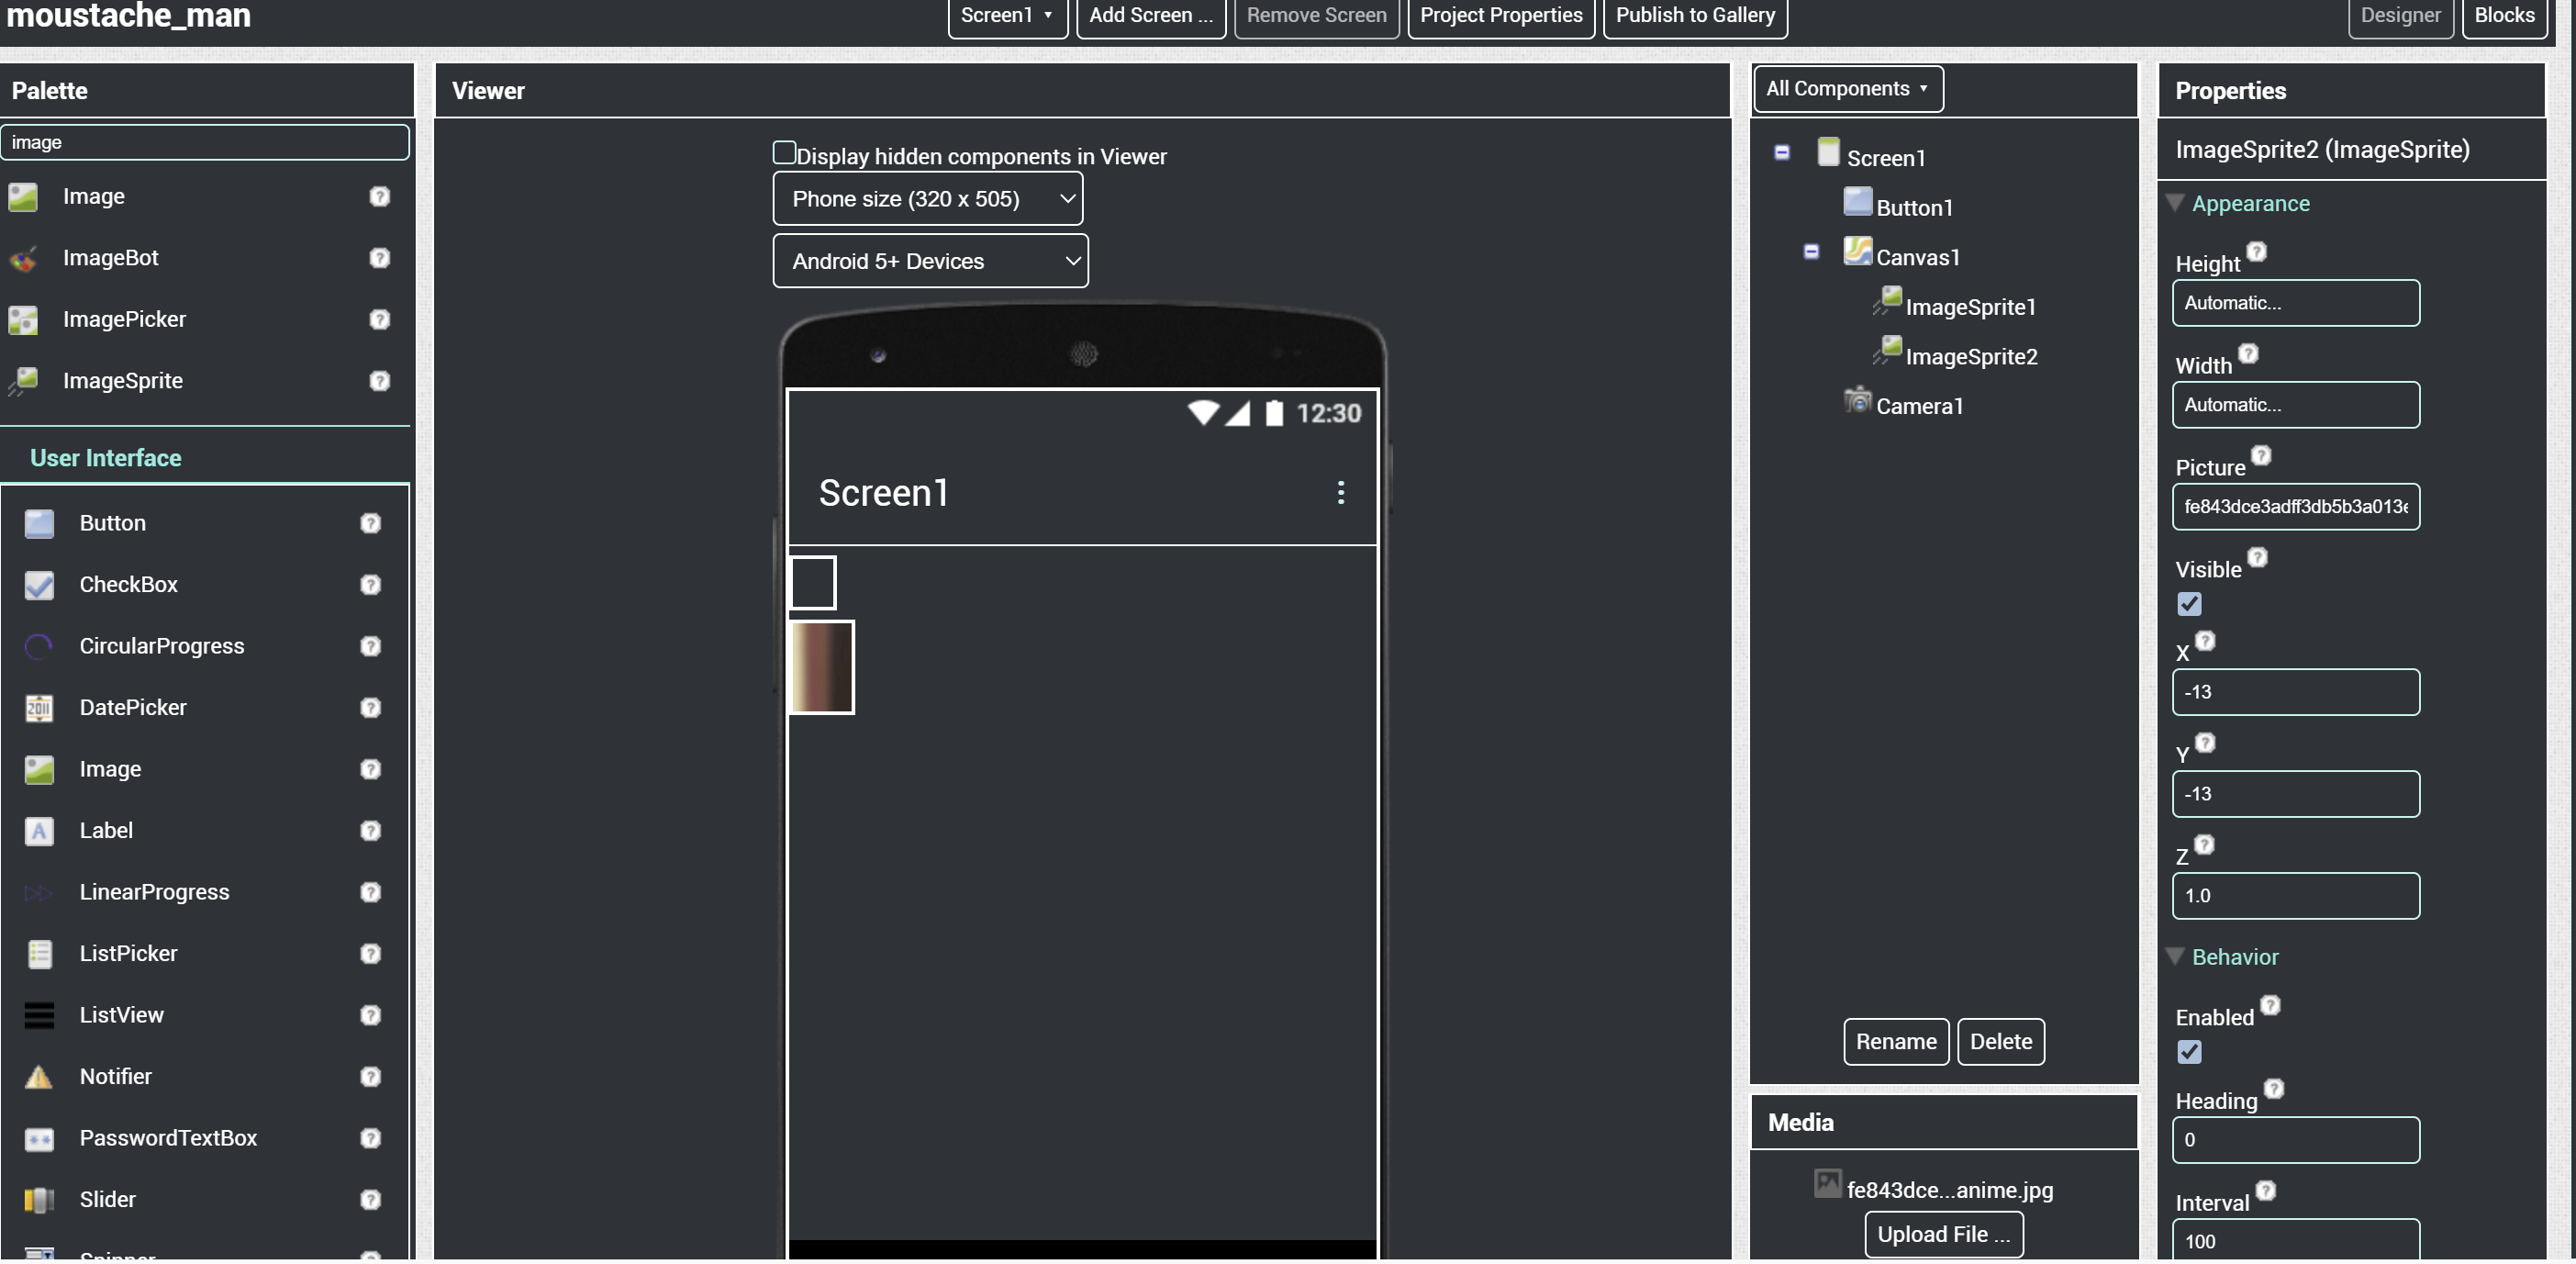 moustache_man
Screen1
Add Screen ...
Remove Screen
Project Properties
Publish to Gallery
Designer
Blocks
Palette
image
Image
ImageBot
ImagePicker
ImageSprite
User Interface
Button
CheckBox
CircularProgress
DatePicker
Image
Label
LinearProgress
ListPicker
ListView
Notifier
PasswordTextBox
Slider
Spinner
Viewer
Display hidden components in Viewer
Phone size (320 x 505)
Android 5+ Devices
12:30
Screen1
All Components
Screen1
Button1
Canvas1
ImageSprite1
ImageSprite2
Camera1
Rename
Delete
Media
fe843dce...anime.jpg
Upload File ...
Properties
ImageSprite2 (ImageSprite)
Appearance
Height
Automatic...
Width
Automatic...
Picture
fe843dce3adff3db5b3a013
Visible
X
-13
Y
-13
Z
1.0
Behavior
Enabled
Heading
0
Interval
100